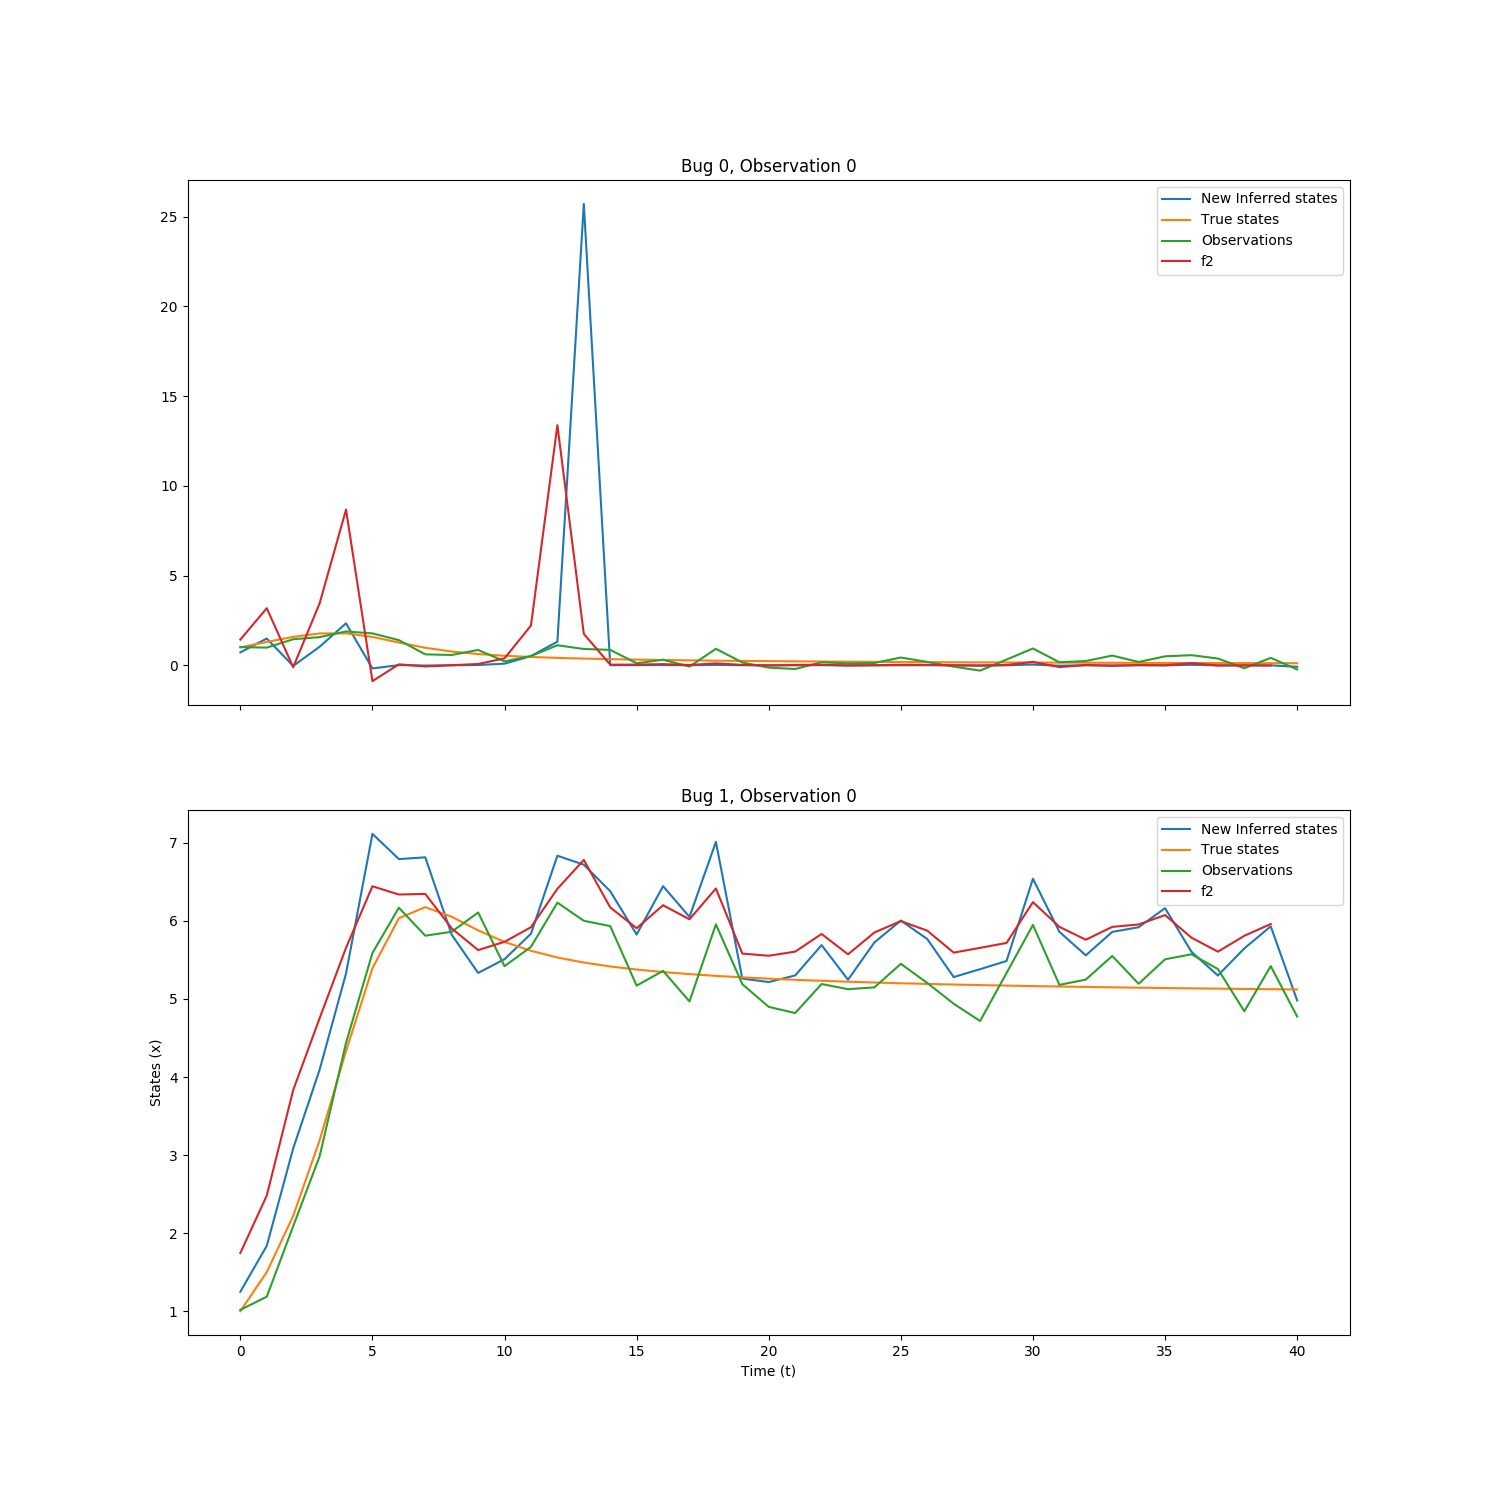 Bug 0, Observation 0
New Inferred states
True states
Observations
f2
25
20
15
10
5
0
Bug 1, Observation 0
New Inferred states
True states
Observations
f2
7
6
5
4
3
2
1
States (x)
0 5 10 15 20 25 30 35 40
Time (t)